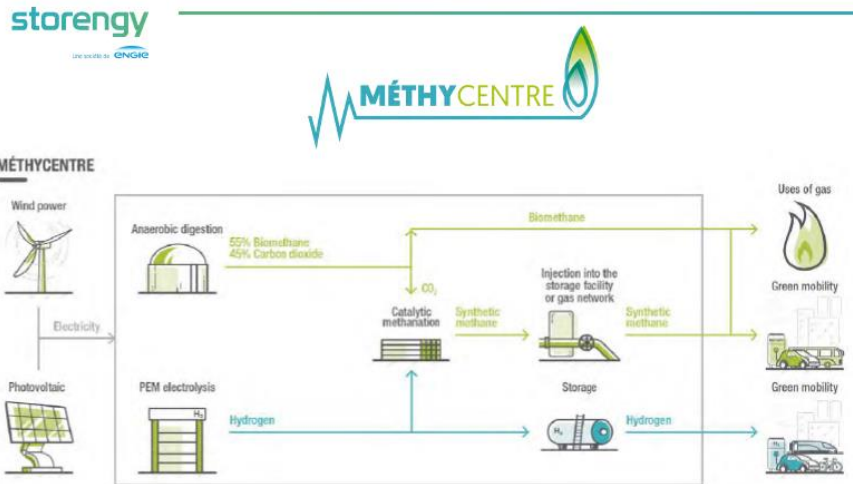 storengy
Une société de ENGIE
MÉTHYCENTRE
MÉTHYCENTRE
Wind power
Electricity
Photovoltaic
Anaerobic digestion
55% Biomethane
45% Carbon dioxide
Biomethane
CO₂
Catalytic
methanation
Synthetic
methane
Injection into the
storage facility
or gas network
Synthetic
methane
Uses of gas
Green mobility
PEM electrolysis
H₂
Hydrogen
Storage
H₂
Hydrogen
Green mobility
H₂